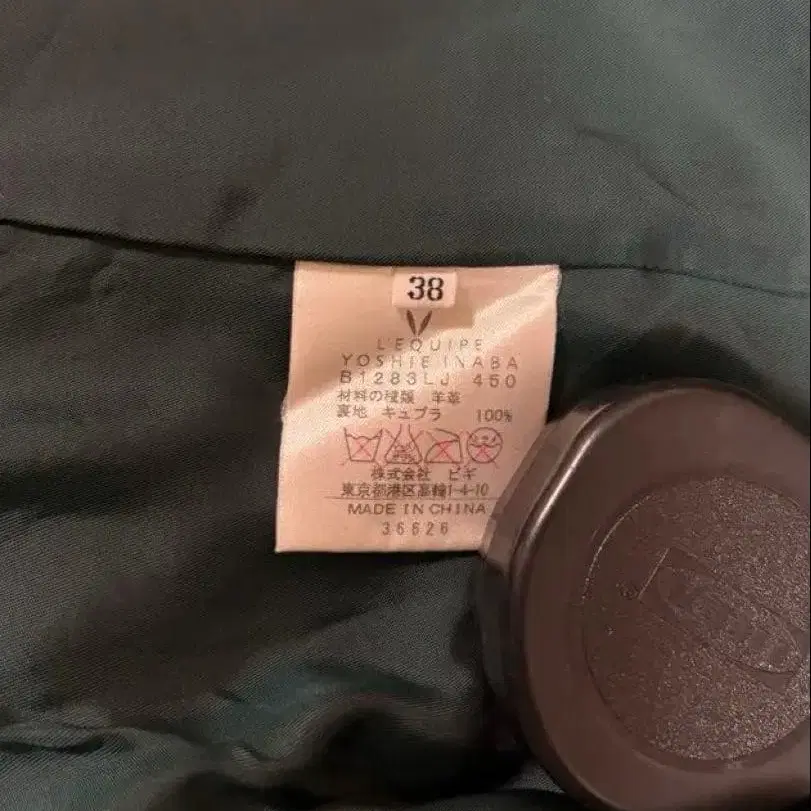 38
L'EQUIPE
YOSHIE INABA
B1283LJ 450
材料の種類 羊革
裏地 キュプラ 100%
株式会社 ビギ
東京都港区高輪1-4-10
MADE IN CHINA
36626